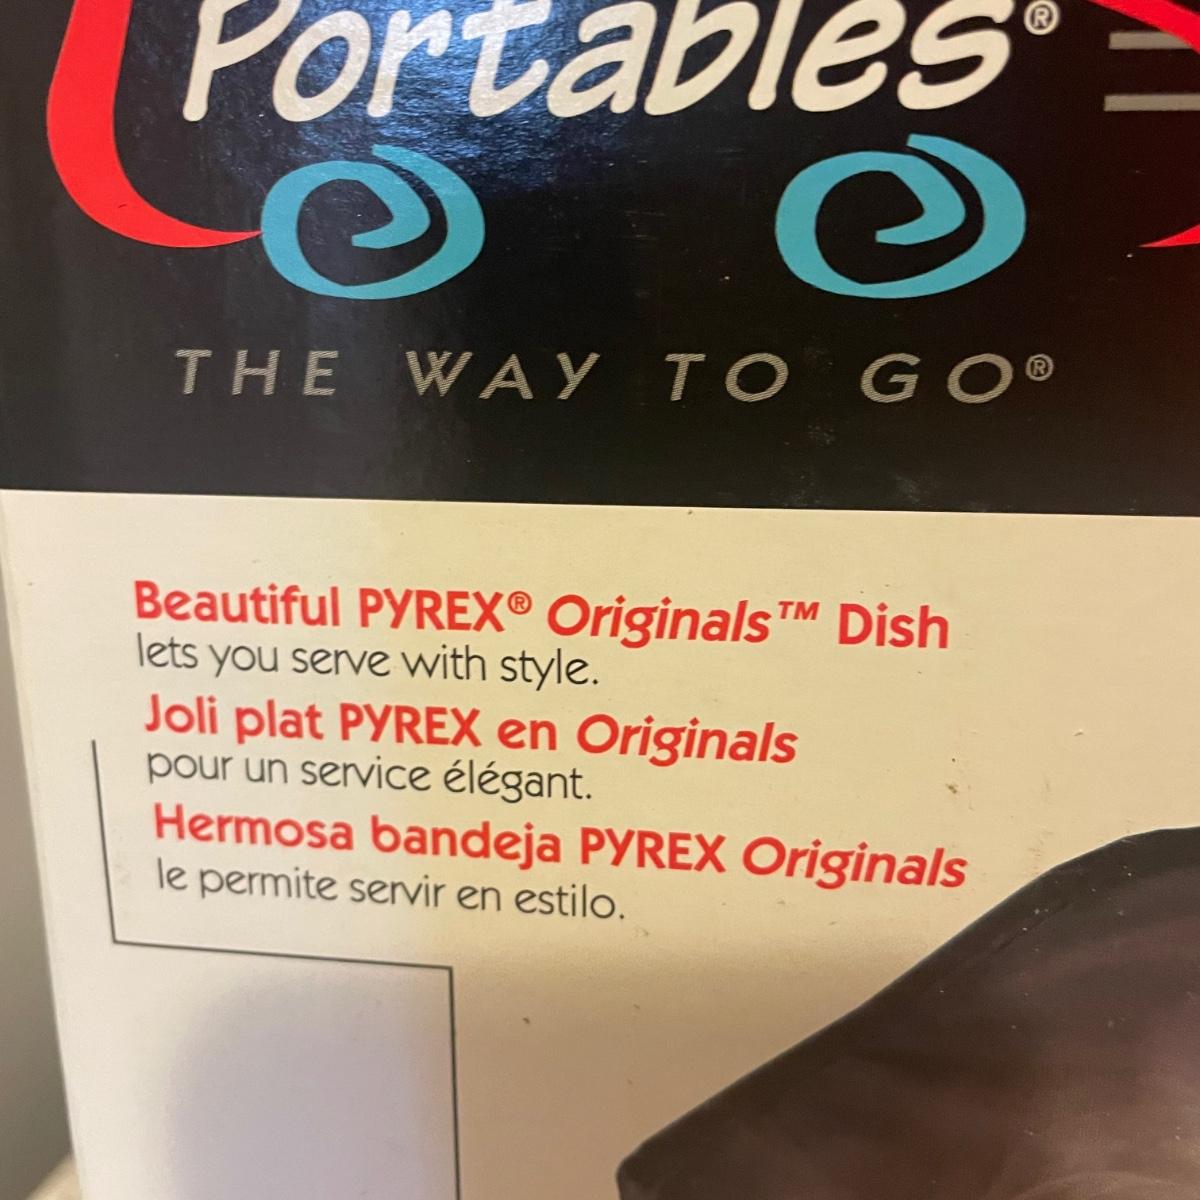 Portables®
THE WAY TO GO®
Beautiful PYREX® Originals™ Dish
lets you serve with style.
Joli plat PYREX en Originals
pour un service élégant.
Hermosa bandeja PYREX Originals
le permite servir en estilo.